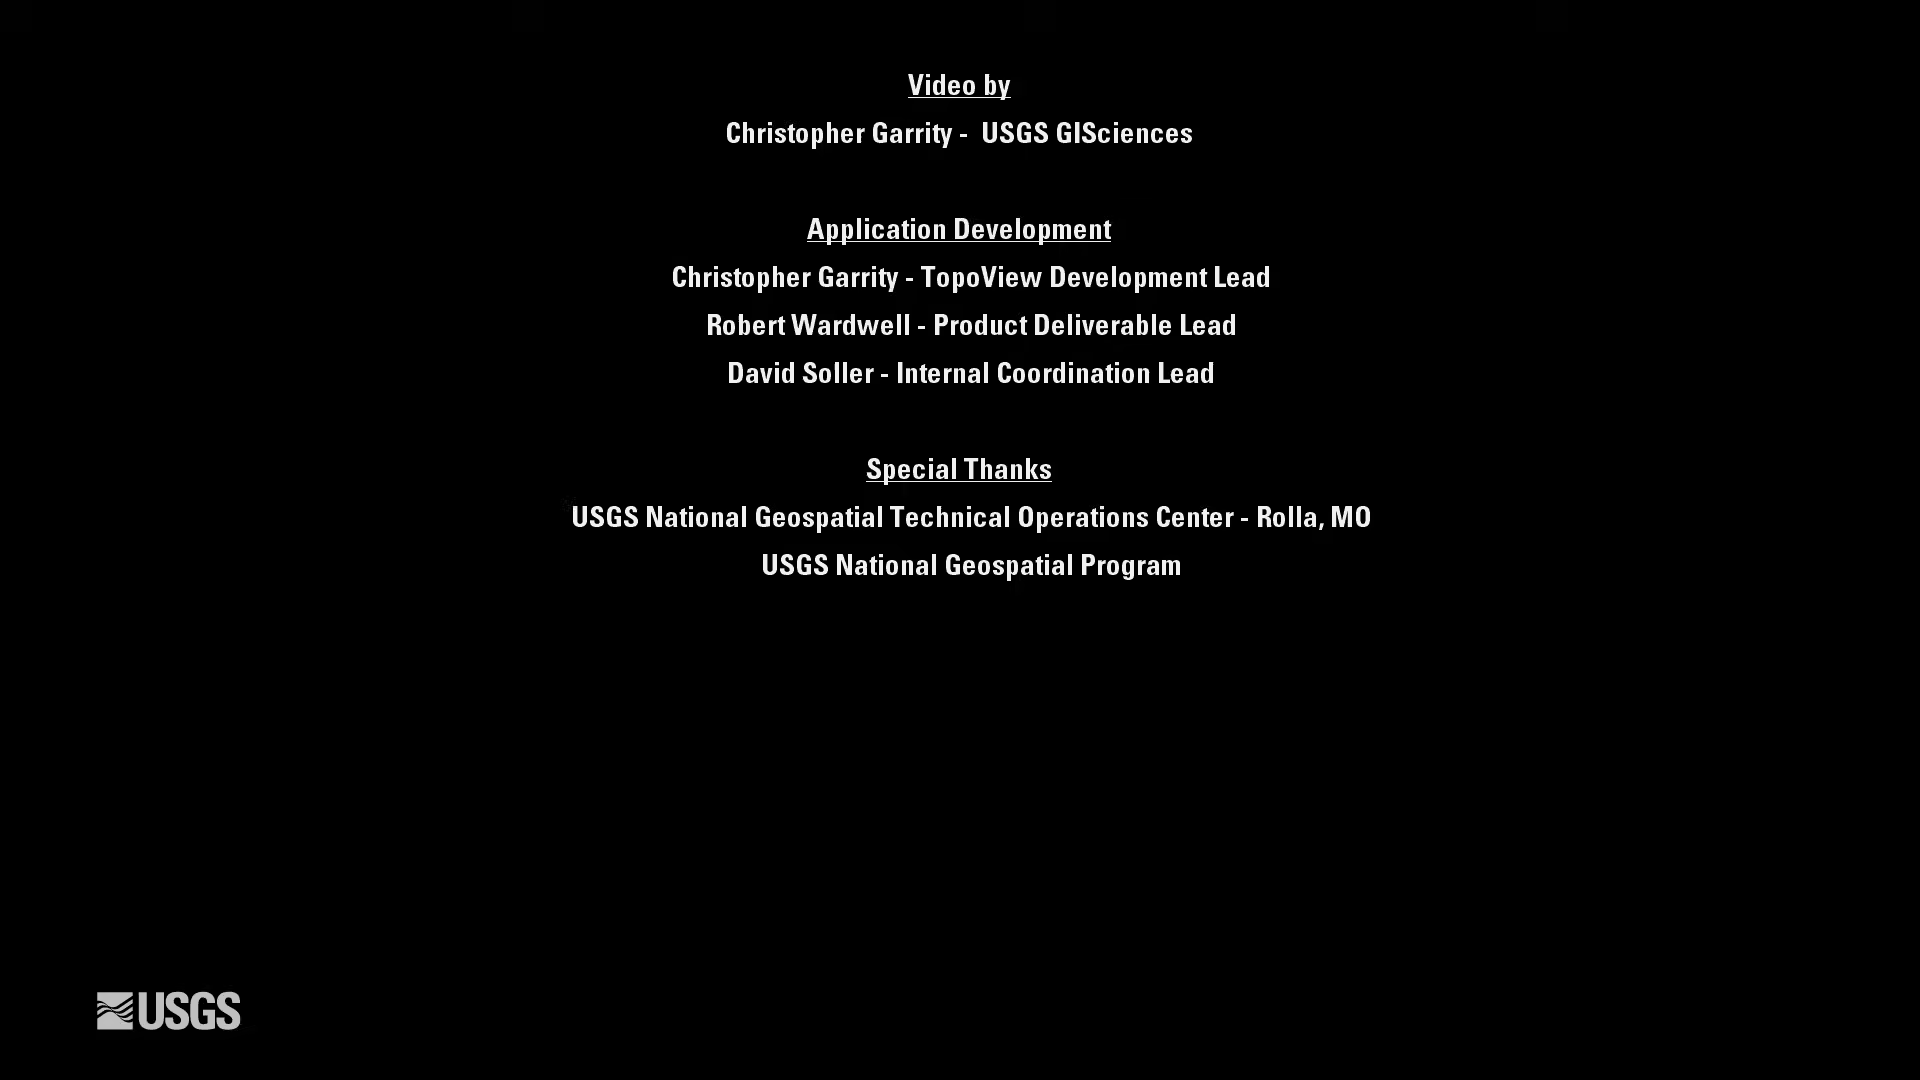 Video by
Christopher Garrity -  USGS GISciences
Application Development
Christopher Garrity - TopoView Development Lead
Robert Wardwell - Product Deliverable Lead
David Soller - Internal Coordination Lead
Special Thanks
USGS National Geospatial Technical Operations Center - Rolla, MO
USGS National Geospatial Program
USGS